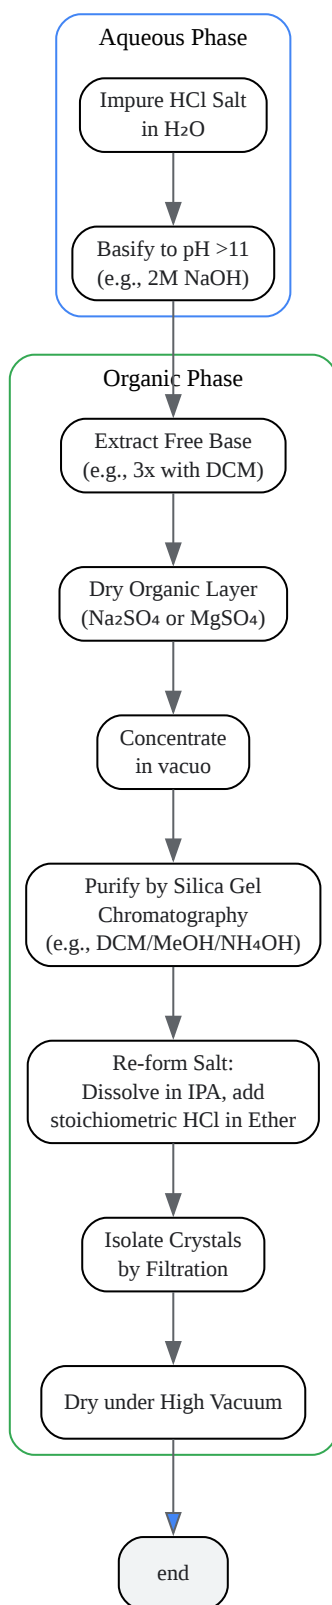 Aqueous Phase
Impure HCl Salt
in H₂O
Basify to pH >11
(e.g., 2M NaOH)
Organic Phase
Extract Free Base
(e.g., 3x with DCM)
Dry Organic Layer
(Na₂SO₄ or MgSO₄)
Concentrate
in vacuo
Purify by Silica Gel
Chromatography
(e.g., DCM/MeOH/NH₄OH)
Re-form Salt:
Dissolve in IPA, add
stoichiometric HCl in Ether
Isolate Crystals
by Filtration
Dry under High Vacuum
end